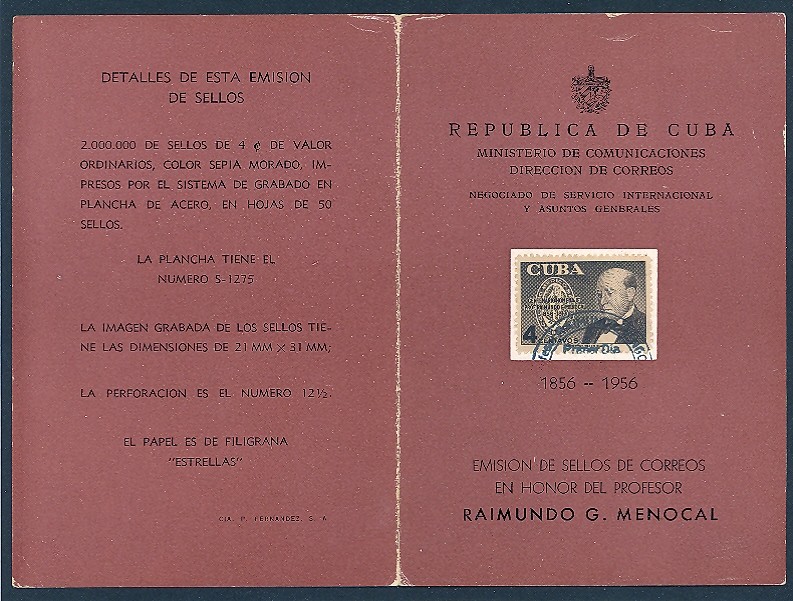 DETALLES DE ESTA EMISION
DE SELLOS
2.000.000 DE SELLOS DE 4 ¢ DE VALOR
ORDINARIOS, COLOR SEPIA MORADO, IM-
PRESOS POR EL SISTEMA DE GRABADO EN
PLANCHA DE ACERO, EN HOJAS DE 50
SELLOS.
LA PLANCHA TIENE EL
NUMERO S-1275
LA IMAGEN GRABADA DE LOS SELLOS TIE-
NE LAS DIMENSIONES DE 21 MM X 31 MM;
LA PERFORACION ES EL NUMERO 12½.
EL PAPEL ES DE FILIGRANA
"ESTRELLAS"
CIA. P. FERNANDEZ, S. A
REPUBLICA DE CUBA
MINISTERIO DE COMUNICACIONES
DIRECCION DE CORREOS
NEGOCIADO DE SERVICIO INTERNACIONAL
Y ASUNTOS GENERALES
CUBA
4
Primer Dia
1856 -- 1956
EMISION DE SELLOS DE CORREOS
EN HONOR DEL PROFESOR
RAIMUNDO G. MENOCAL